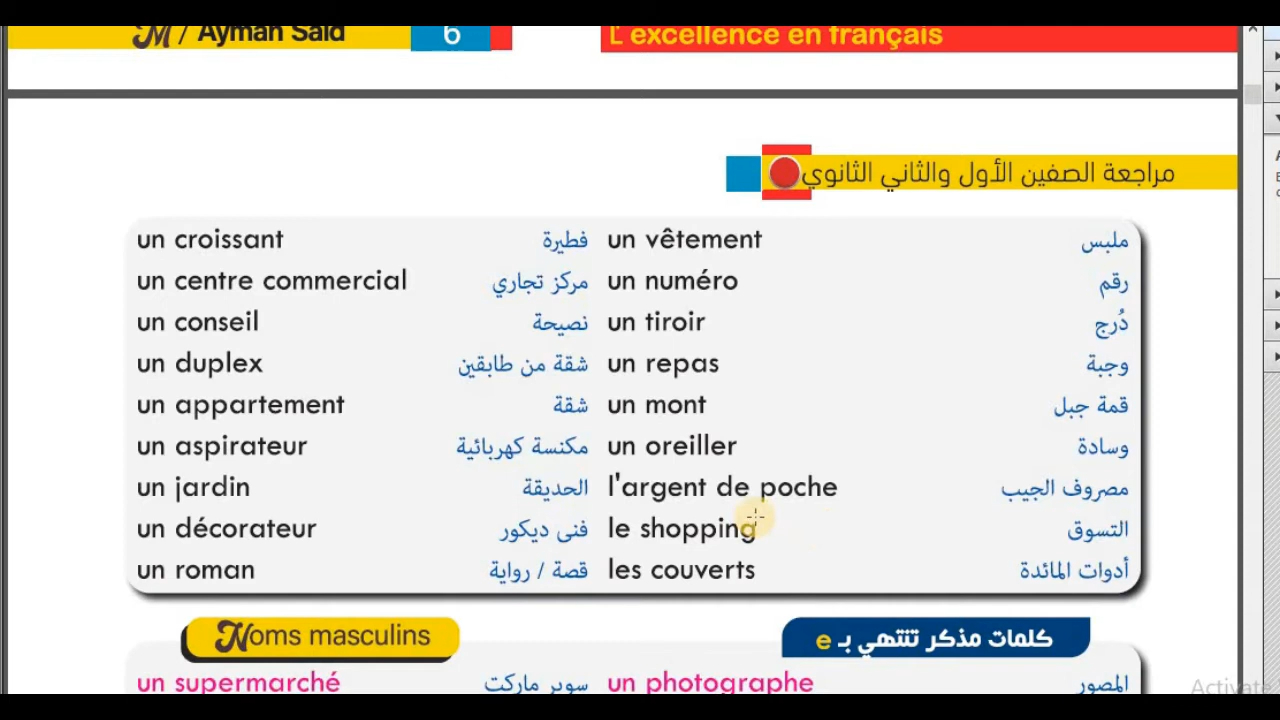 M / Ayman Said 6 L'excellence en français
مراجعة الصفين الأول والثاني الثانوي
un croissant فطيرة un vêtement ملبس
un centre commercial مركز تجاري un numéro رقم
un conseil نصيحة un tiroir دُرج
un duplex شقة من طابقين un repas وجبة
un appartement شقة un mont قمة جبل
un aspirateur مكنسة كهربائية un oreiller وسادة
un jardin الحديقة l'argent de poche مصروف الجيب
un décorateur فنى ديكور le shopping التسوق
un roman قصة / رواية les couverts أدوات المائدة
Noms masculins كلمات مذكر تنتهي بـ e
un supermarché سوبر ماركت un photographe المصور
Activate